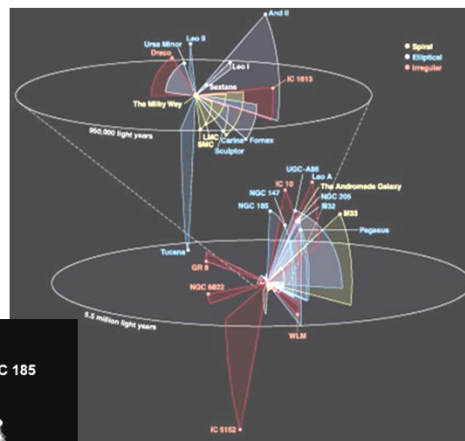 And II
Leo II
Ursa Minor
Draco
Leo I
Spiral
Elliptical
Irregular
Sextans
IC 1613
The Milky Way
LMC
SMC
Carina
Fornax
Sculptor
950,000 light years
UGC-A86
Leo A
IC 10
The Andromeda Galaxy
NGC 147
NGC 205
M32
NGC 185
M33
Pegasus
Tucana
GR 8
NGC 6822
5.5 million light years
WLM
IC 5152
C 185